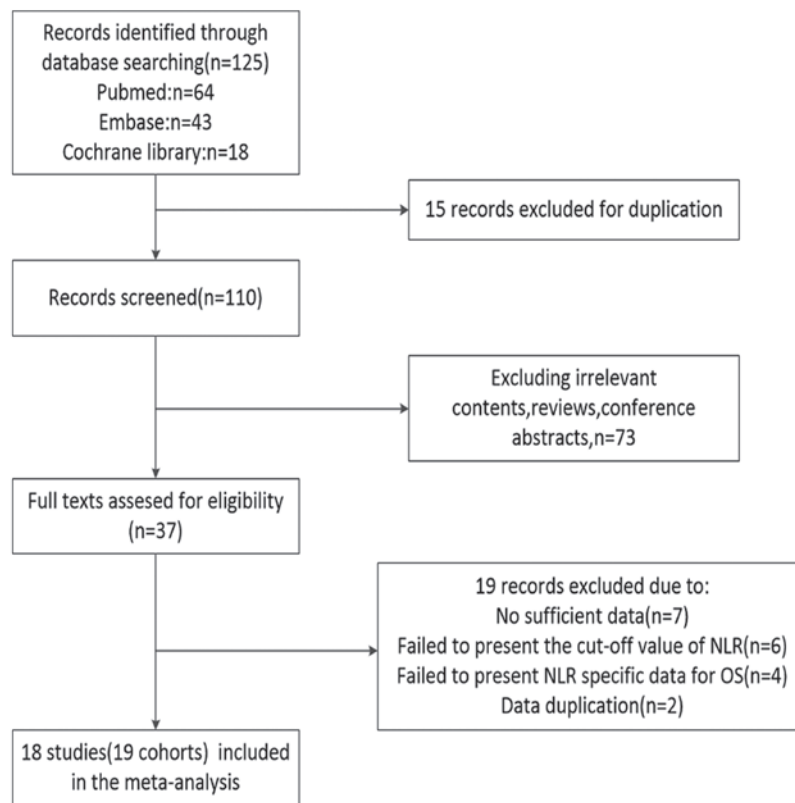 Records identified through
database searching(n=125)
Pubmed:n=64
Embase:n=43
Cochrane library:n=18
15 records excluded for duplication
Records screened(n=110)
Excluding irrelevant
contents,reviews,conference
abstracts,n=73
Full texts assesed for eligibility
(n=37)
19 records excluded due to:
No sufficient data(n=7)
Failed to present the cut-off value of NLR(n=6)
Failed to present NLR specific data for OS(n=4)
Data duplication(n=2)
18 studies(19 cohorts) included
in the meta-analysis